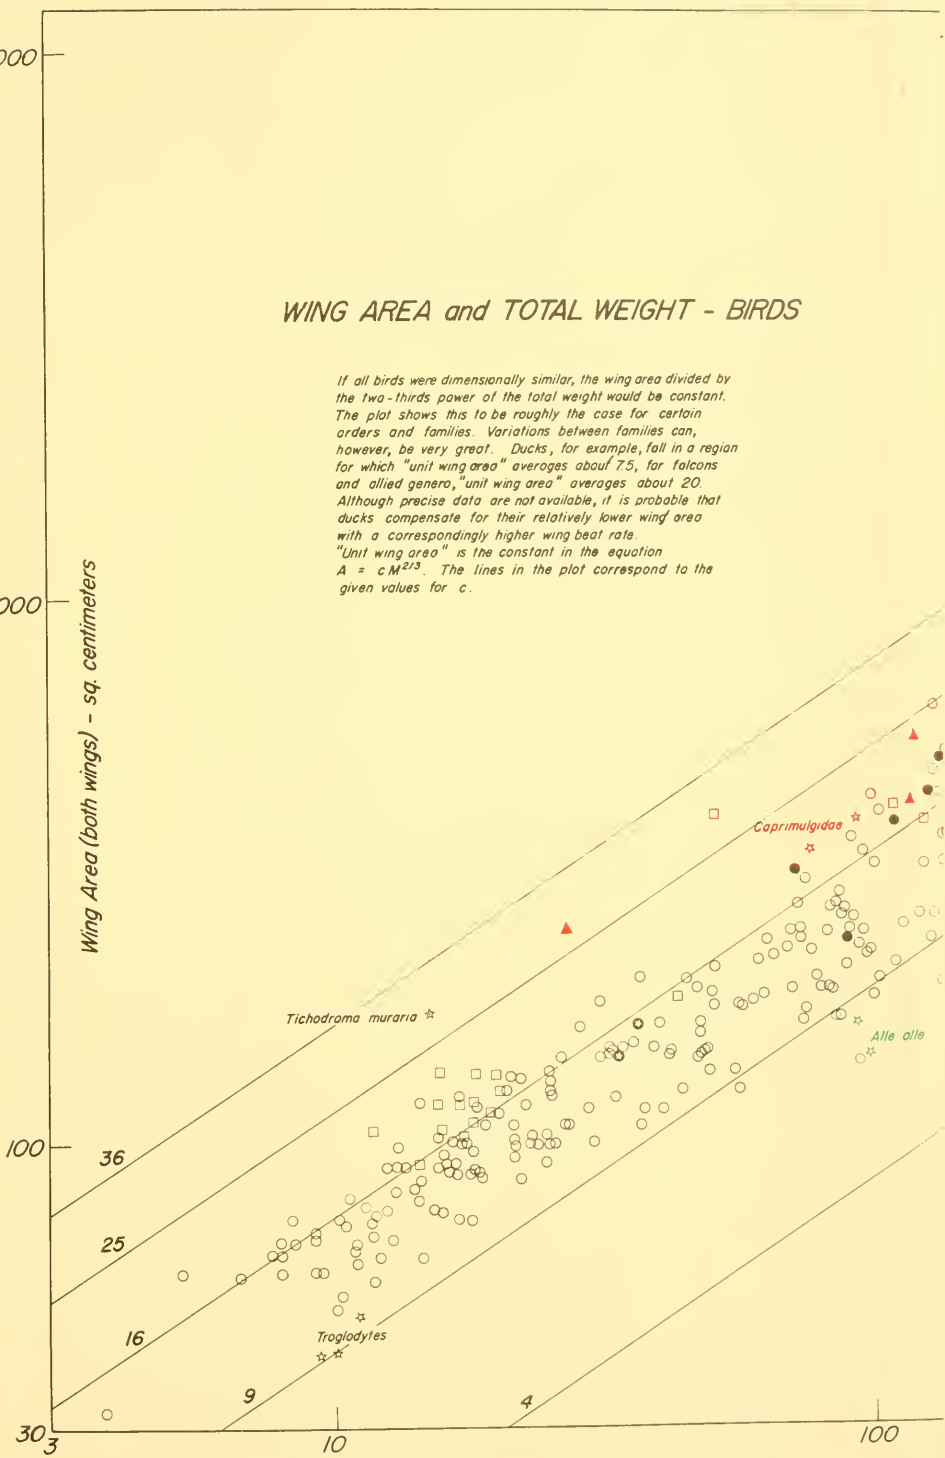 000
WING AREA and TOTAL WEIGHT - BIRDS
If all birds were dimensionally similar, the wing area divided by
the two-thirds power of the total weight would be constant.
The plot shows this to be roughly the case for certain
orders and families. Variations between families can,
however, be very great. Ducks, for example, fall in a region
for which "unit wing area" averages about 7.5, for falcons
and allied genera, "unit wing area" averages about 20.
Although precise data are not available, it is probable that
ducks compensate for their relatively lower wing area
with a correspondingly higher wing beat rate.
"Unit wing area" is the constant in the equation
A = cM^2/3. The lines in the plot correspond to the
given values for c.
000
Wing Area (both wings) - sq. centimeters
Caprimulgidae
Tichodroma muraria
Alle alle
100
36
25
16
Troglodytes
9
4
30
3
10
100